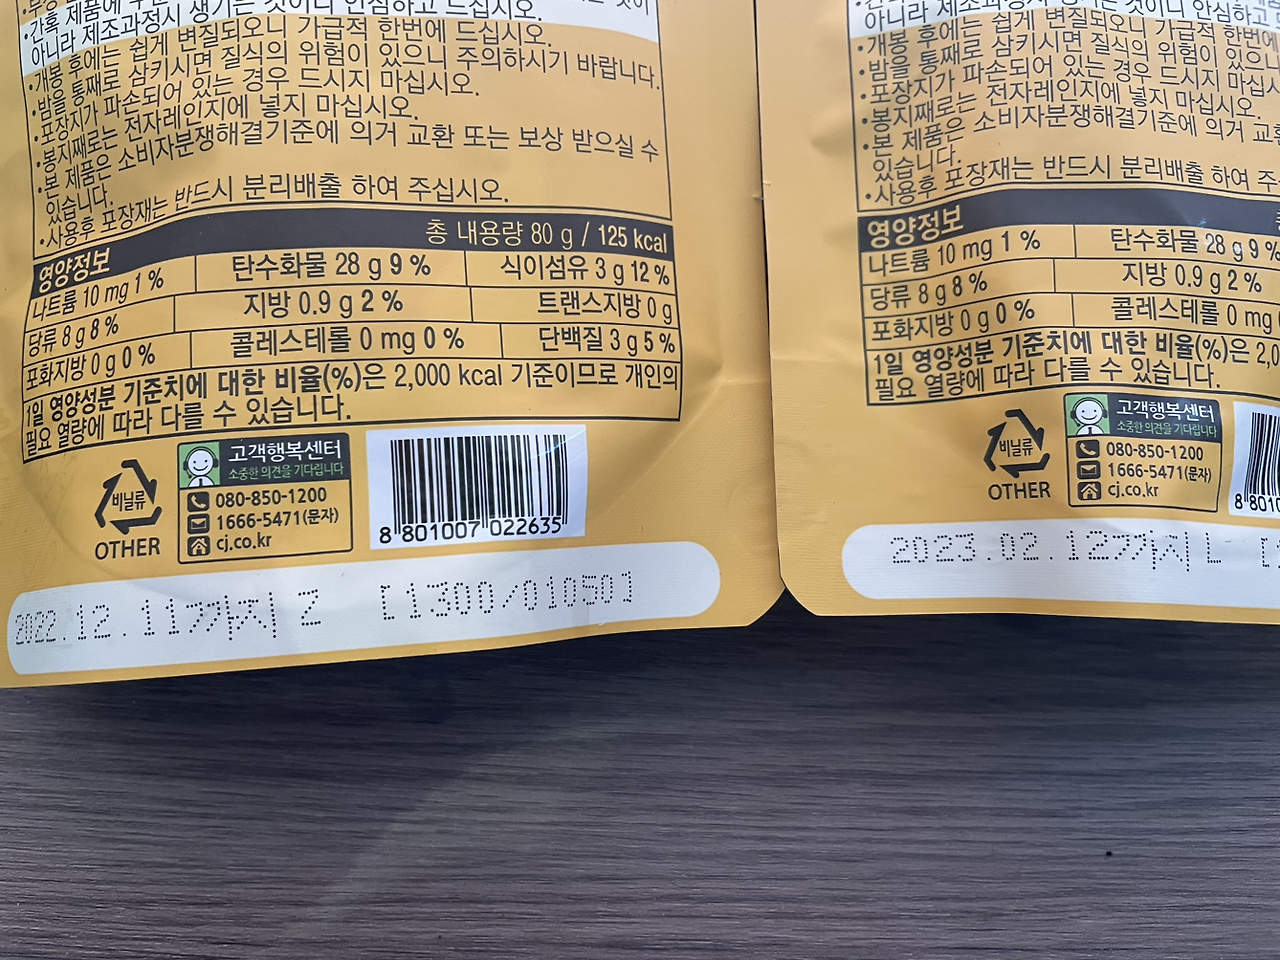 •간혹 제품에
아니라 제조과정시 생기는 것이니 안심하고 드십시오.
•개봉 후에는 쉽게 변질되오니 가급적 한번에 드십시오.
•밤을 통째로 삼키시면 질식의 위험이 있으니 주의하시기 바랍니다.
•포장지가 파손되어 있는 경우 드시지 마십시오.
•봉지째로는 전자레인지에 넣지 마십시오.
•본 제품은 소비자분쟁해결기준에 의거 교환 또는 보상 받으실 수
있습니다.
•사용후 포장재는 반드시 분리배출 하여 주십시오.
영양정보 총 내용량 80 g / 125 kcal
나트륨 10 mg 1 % 탄수화물 28 g 9 % 식이섬유 3 g 12 %
당류 8 g 8 % 지방 0.9 g 2 % 트랜스지방 0 g
포화지방 0 g 0 % 콜레스테롤 0 mg 0 % 단백질 3 g 5 %
1일 영양성분 기준치에 대한 비율(%)은 2,000 kcal 기준이므로 개인의
필요 열량에 따라 다를 수 있습니다.
비닐류
OTHER
고객행복센터
소중한 의견을 기다립니다
080-850-1200
1666-5471(문자)
cj.co.kr
8 801007 022635
2022.12.11까지 Z [1300/01050]
아니라 제조과정시 생기는 것이니 안심하고
•개봉 후에는 쉽게 변질되오니 가급적 한번에
•밤을 통째로 삼키시면 질식의 위험이 있으니
•포장지가 파손되어 있는 경우 드시지 마십시
•봉지째로는 전자레인지에 넣지 마십시오.
•본 제품은 소비자분쟁해결기준에 의거 교환
있습니다.
•사용후 포장재는 반드시 분리배출 하여 주
영양정보
나트륨 10 mg 1 % 탄수화물 28 g 9 %
당류 8 g 8 % 지방 0.9 g 2 %
포화지방 0 g 0 % 콜레스테롤 0 mg
1일 영양성분 기준치에 대한 비율(%)은 2,0
필요 열량에 따라 다를 수 있습니다.
비닐류
OTHER
고객행복센터
소중한 의견을 기다립니다
080-850-1200
1666-5471(문자)
cj.co.kr
8 8010
2023.02.12까지 L [